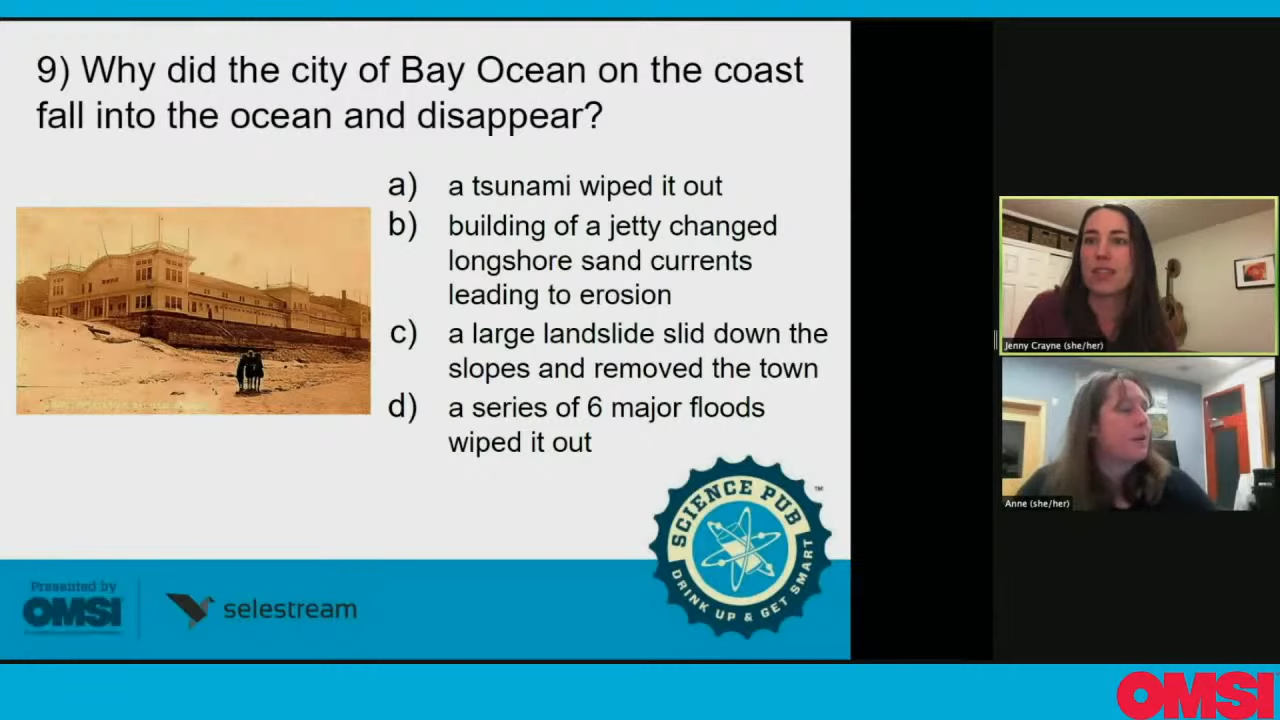 9) Why did the city of Bay Ocean on the coast
fall into the ocean and disappear?
a) a tsunami wiped it out
b) building of a jetty changed
longshore sand currents
leading to erosion
c) a large landslide slid down the
slopes and removed the town
d) a series of 6 major floods
wiped it out
SCIENCE PUB
DRINK UP & GET SMART
™
Presented by
OMSI
selestream
Jenny Crayne (she/her)
Anne (she/her)
OMSI